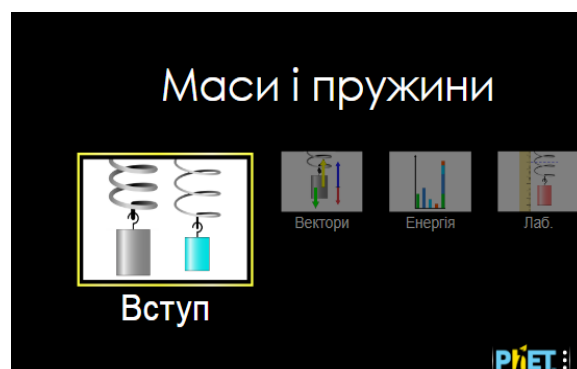 Маси і пружини
Вектори
Енергія
Лаб.
Вступ
PhET